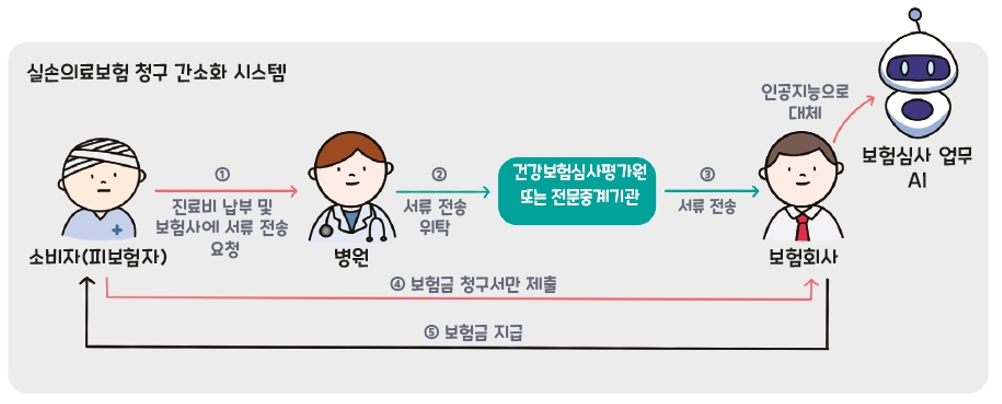 실손의료보험 청구 간소화 시스템
인공지능으로
대체
보험심사 업무
AI
①
진료비 납부 및
보험사에 서류 전송
요청
②
서류 전송
위탁
건강보험심사평가원
또는 전문중계기관
③
서류 전송
소비자(피보험자)
병원
보험회사
④ 보험금 청구서만 제출
⑤ 보험금 지급